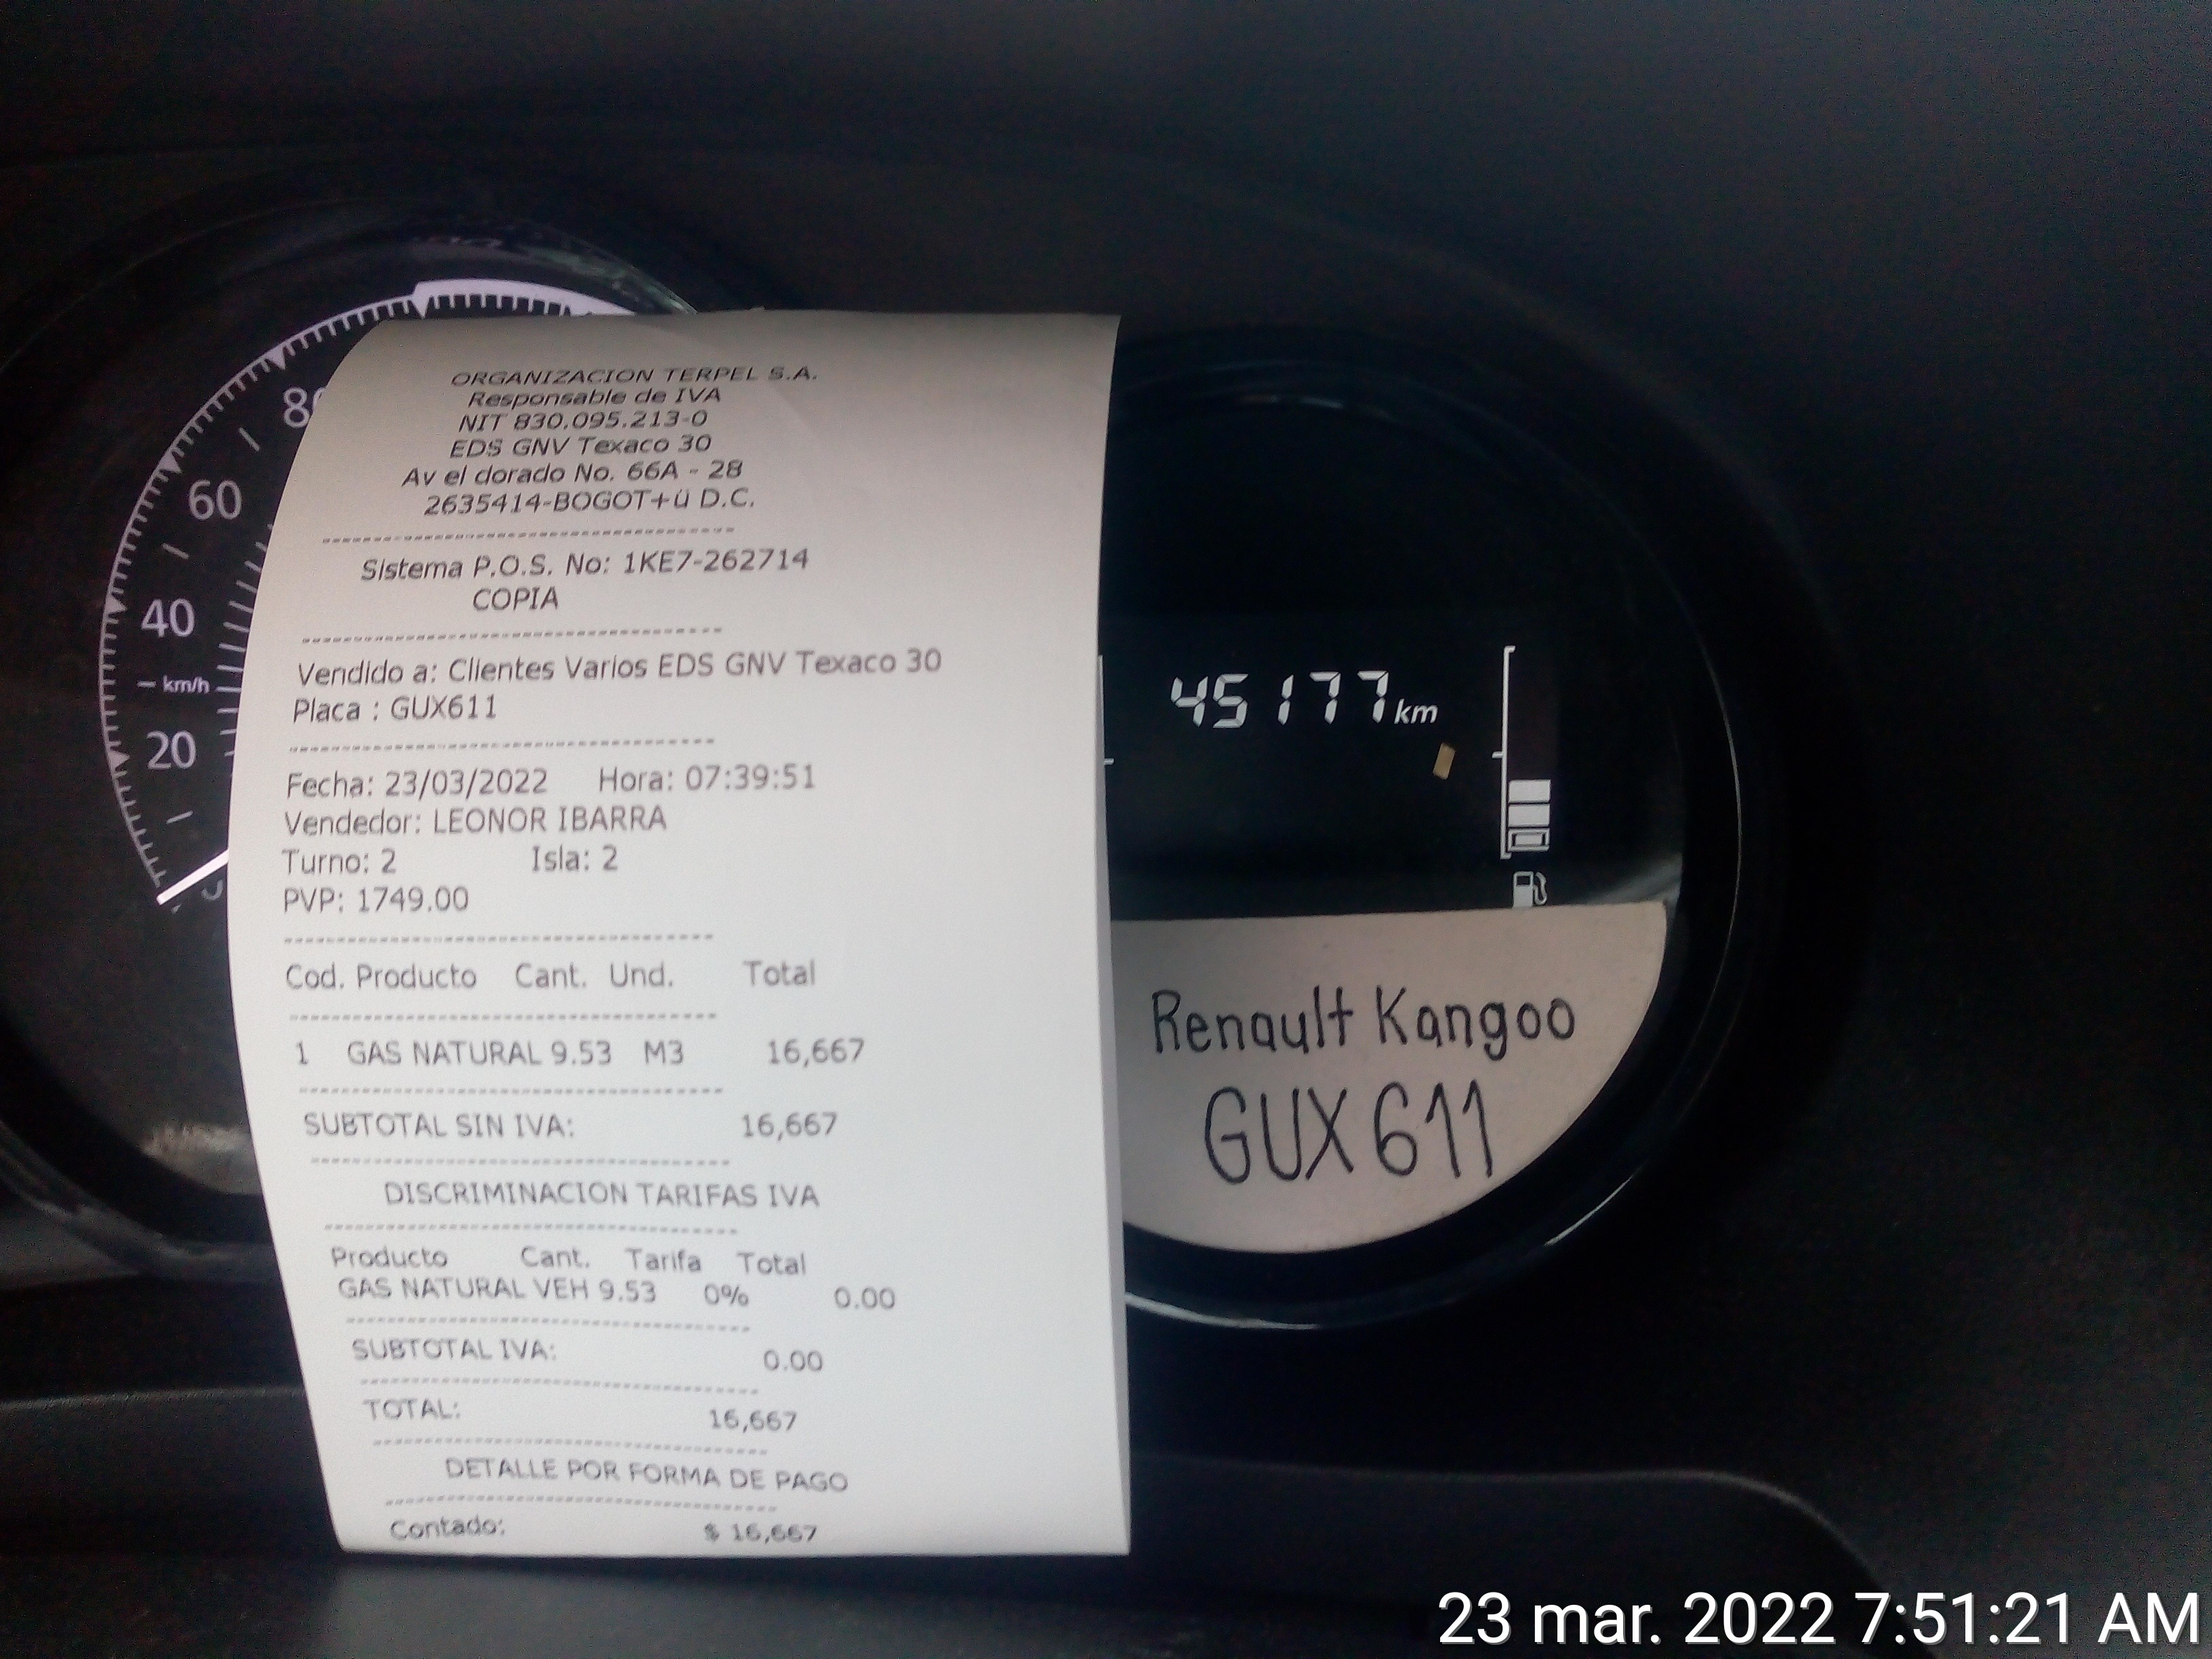 ORGANIZACION TERPEL S.A.
Responsable de IVA
NIT 830.095.213-0
EDS GNV Texaco 30
Av el dorado No. 66A - 28
2635414-BOGOT+ü D.C.
Sistema P.O.S. No: 1KE7-262714
COPIA
Vendido a: Clientes Varios EDS GNV Texaco 30
Placa : GUX611
Fecha: 23/03/2022 Hora: 07:39:51
Vendedor: LEONOR IBARRA
Turno: 2 Isla: 2
PVP: 1749.00
Cod. Producto Cant. Und. Total
1 GAS NATURAL 9.53 M3 16,667
SUBTOTAL SIN IVA: 16,667
DISCRIMINACION TARIFAS IVA
Producto Cant. Tarifa Total
GAS NATURAL VEH 9.53 0% 0.00
SUBTOTAL IVA: 0.00
TOTAL: 16,667
DETALLE POR FORMA DE PAGO
Contado: $ 16,667
80
60
40
km/h
20
45177 km
Renault Kangoo
GUX611
23 mar. 2022 7:51:21 AM